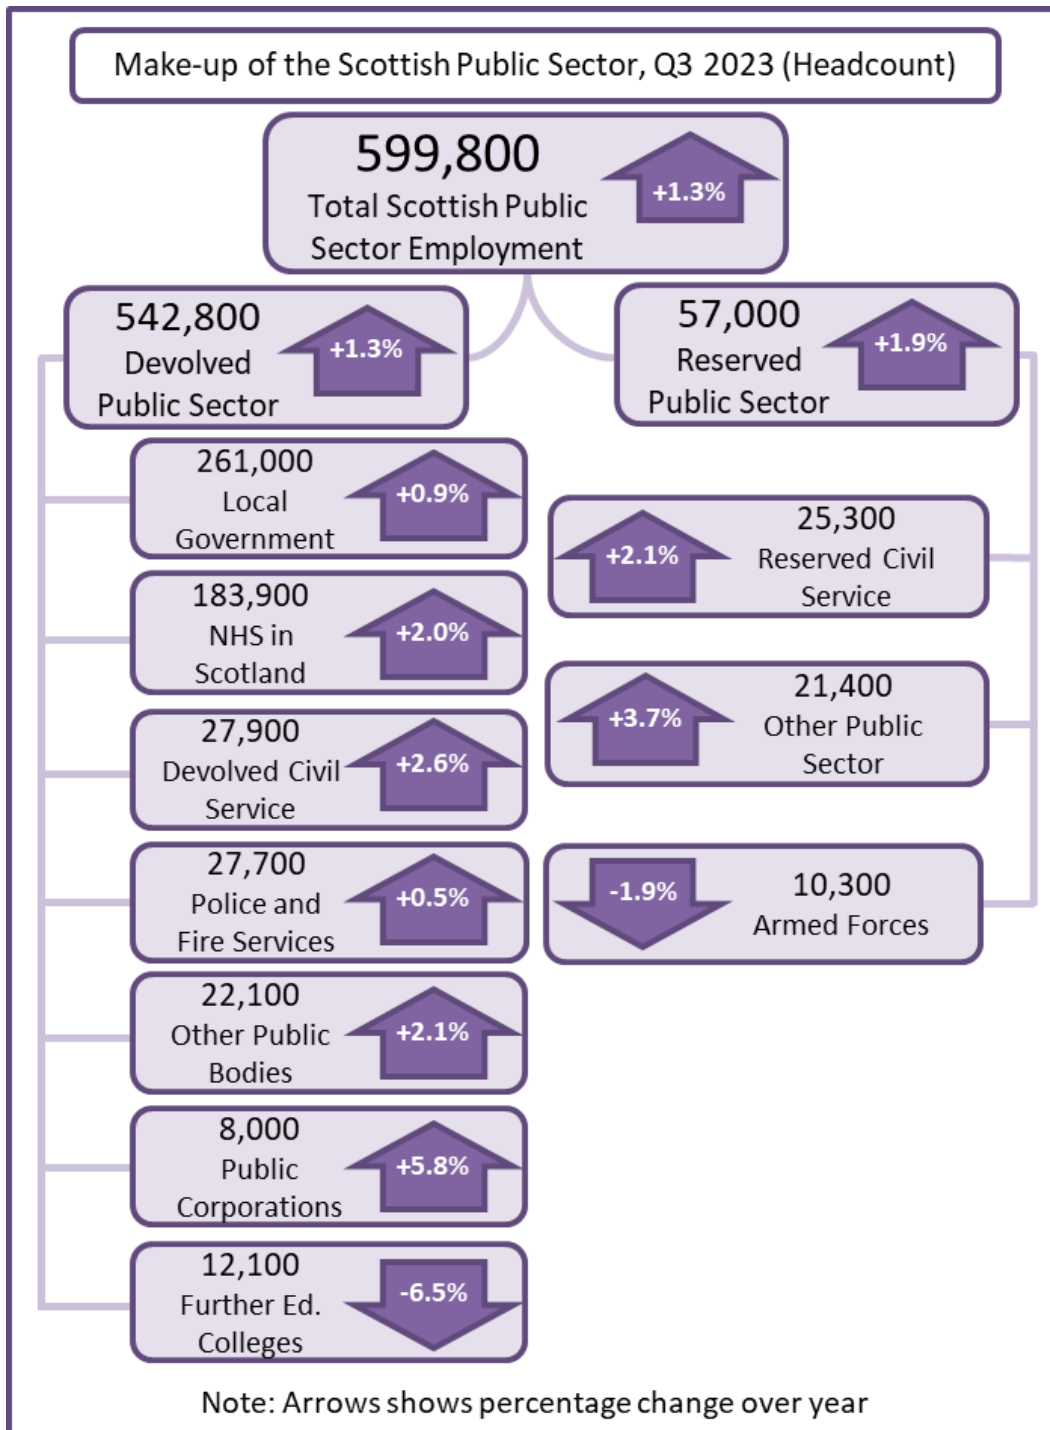 Make-up of the Scottish Public Sector, Q3 2023 (Headcount)
599,800
Total Scottish Public
Sector Employment
+1.3%
542,800
Devolved
Public Sector
+1.3%
57,000
Reserved
Public Sector
+1.9%
261,000
Local
Government
+0.9%
183,900
NHS in
Scotland
+2.0%
27,900
Devolved Civil
Service
+2.6%
27,700
Police and
Fire Services
+0.5%
22,100
Other Public
Bodies
+2.1%
8,000
Public
Corporations
+5.8%
12,100
Further Ed.
Colleges
-6.5%
+2.1%
25,300
Reserved Civil
Service
+3.7%
21,400
Other Public
Sector
-1.9%
10,300
Armed Forces
Note: Arrows shows percentage change over year